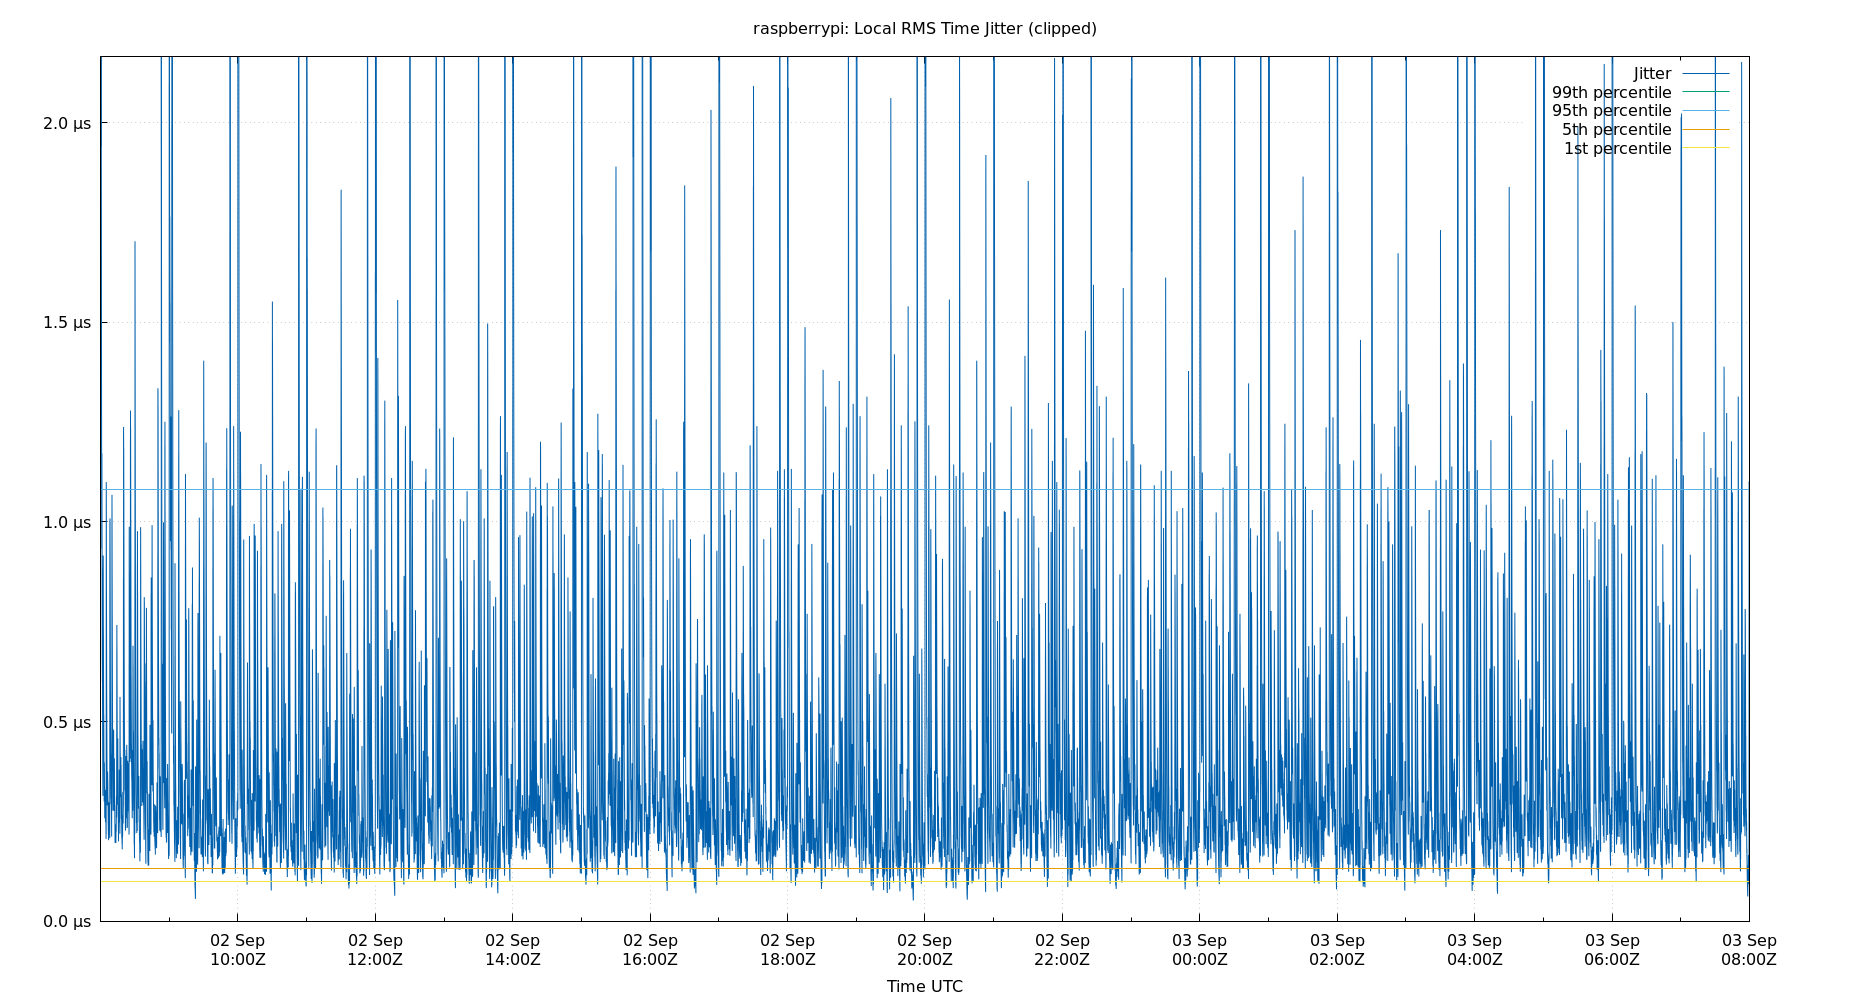 raspberrypi: Local RMS Time Jitter (clipped)
Jitter
99th percentile
95th percentile
5th percentile
1st percentile
2.0 µs
1.5 µs
1.0 µs
0.5 µs
0.0 µs
02 Sep 02 Sep 02 Sep 02 Sep 02 Sep 02 Sep 02 Sep 03 Sep 03 Sep 03 Sep 03 Sep 03 Sep
10:00Z 12:00Z 14:00Z 16:00Z 18:00Z 20:00Z 22:00Z 00:00Z 02:00Z 04:00Z 06:00Z 08:00Z
Time UTC